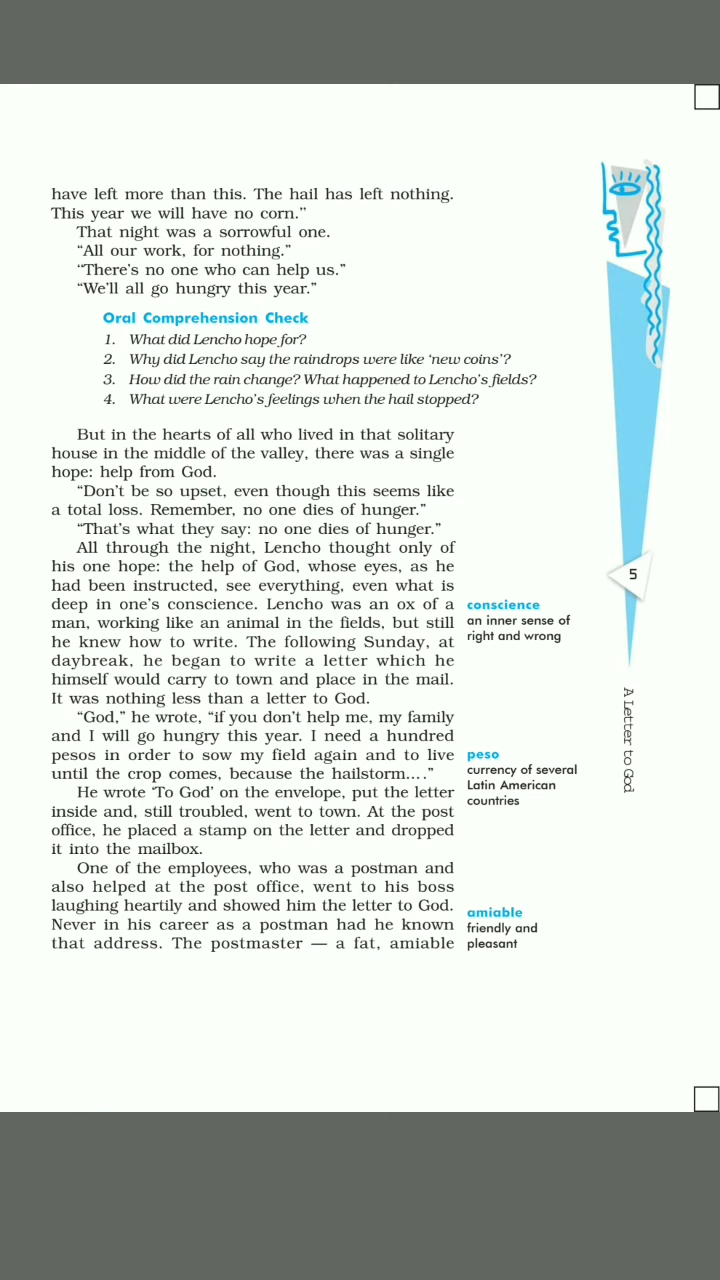 have left more than this. The hail has left nothing.
This year we will have no corn.”
That night was a sorrowful one.
“All our work, for nothing.”
“There’s no one who can help us.”
“We’ll all go hungry this year.”
Oral Comprehension Check
1. What did Lencho hope for?
2. Why did Lencho say the raindrops were like ‘new coins’?
3. How did the rain change? What happened to Lencho’s fields?
4. What were Lencho’s feelings when the hail stopped?
But in the hearts of all who lived in that solitary
house in the middle of the valley, there was a single
hope: help from God.
“Don’t be so upset, even though this seems like
a total loss. Remember, no one dies of hunger.”
“That’s what they say: no one dies of hunger.”
All through the night, Lencho thought only of
his one hope: the help of God, whose eyes, as he
had been instructed, see everything, even what is
deep in one’s conscience. Lencho was an ox of a
man, working like an animal in the fields, but still
he knew how to write. The following Sunday, at
daybreak, he began to write a letter which he
himself would carry to town and place in the mail.
It was nothing less than a letter to God.
“God,” he wrote, “if you don’t help me, my family
and I will go hungry this year. I need a hundred
pesos in order to sow my field again and to live
until the crop comes, because the hailstorm....”
He wrote ‘To God’ on the envelope, put the letter
inside and, still troubled, went to town. At the post
office, he placed a stamp on the letter and dropped
it into the mailbox.
One of the employees, who was a postman and
also helped at the post office, went to his boss
laughing heartily and showed him the letter to God.
Never in his career as a postman had he known
that address. The postmaster — a fat, amiable
conscience
an inner sense of
right and wrong
peso
currency of several
Latin American
countries
amiable
friendly and
pleasant
5
A Letter to God